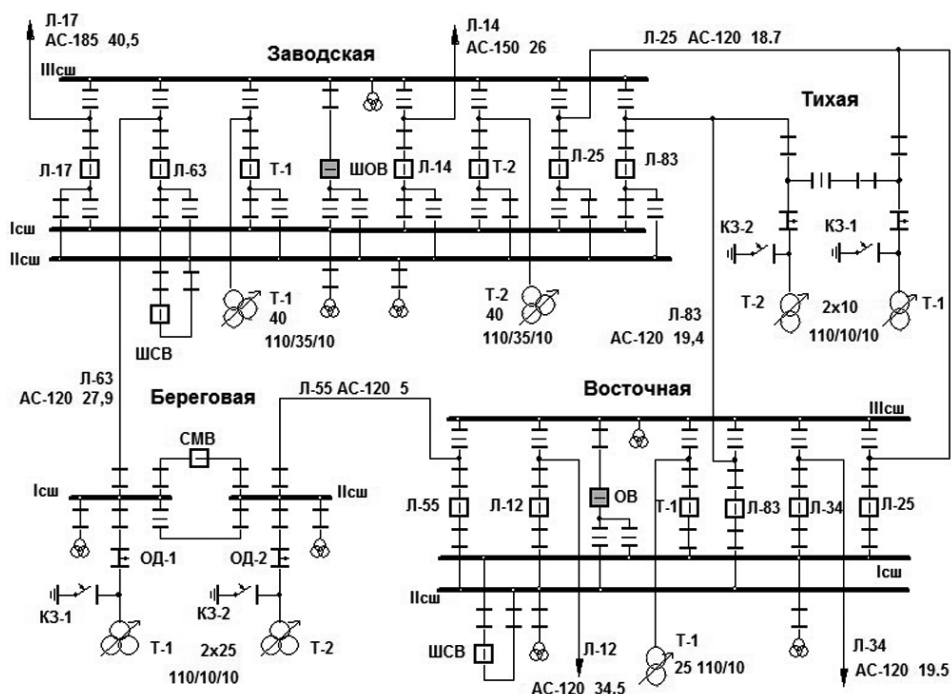 Л-17
АС-185 40,5
Заводская
Л-14
АС-150 26
Л-25 АС-120 18.7
IIIсш
Тихая
Л-17
Л-63
Т-1
ШОВ
Л-14
Т-2
Л-25
Л-83
Iсш
IIсш
КЗ-2
КЗ-1
Т-1
40
110/35/10
Т-2
40
110/35/10
ШСВ
Т-2
2х10
Т-1
110/10/10
Л-83
АС-120 19,4
Л-63
АС-120 27,9
Береговая
Л-55 АС-120 5
Восточная
СМВ
IIIсш
Iсш
IIсш
Л-55
Л-12
ОВ
Т-1
Л-83
Л-34
Л-25
ОД-1
ОД-2
Iсш
IIсш
КЗ-1
КЗ-2
Т-1
2х25
Т-2
110/10/10
ШСВ
Л-12
АС-120 34.5
Т-1
25 110/10
Л-34
АС-120 19.5